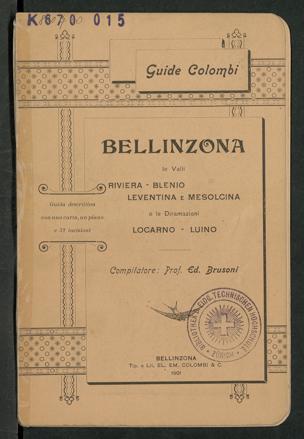 K 670 015
Guide Colombi
BELLINZONA
le Valli
RIVIERA - BLENIO
LEVENTINA E MESOLCINA
e le Diramazioni
LOCARNO - LUINO
Guida descrittiva
con una carta, un piano
e 37 incisioni
Compilatore: Prof. Ed. Brusoni
BIBLIOTHEK D. EIDG. TECHNISCHEN HOCHSCHULE
ZÜRICH
BELLINZONA
Tip. e Lit. El. Em. COLOMBI & C.
1901